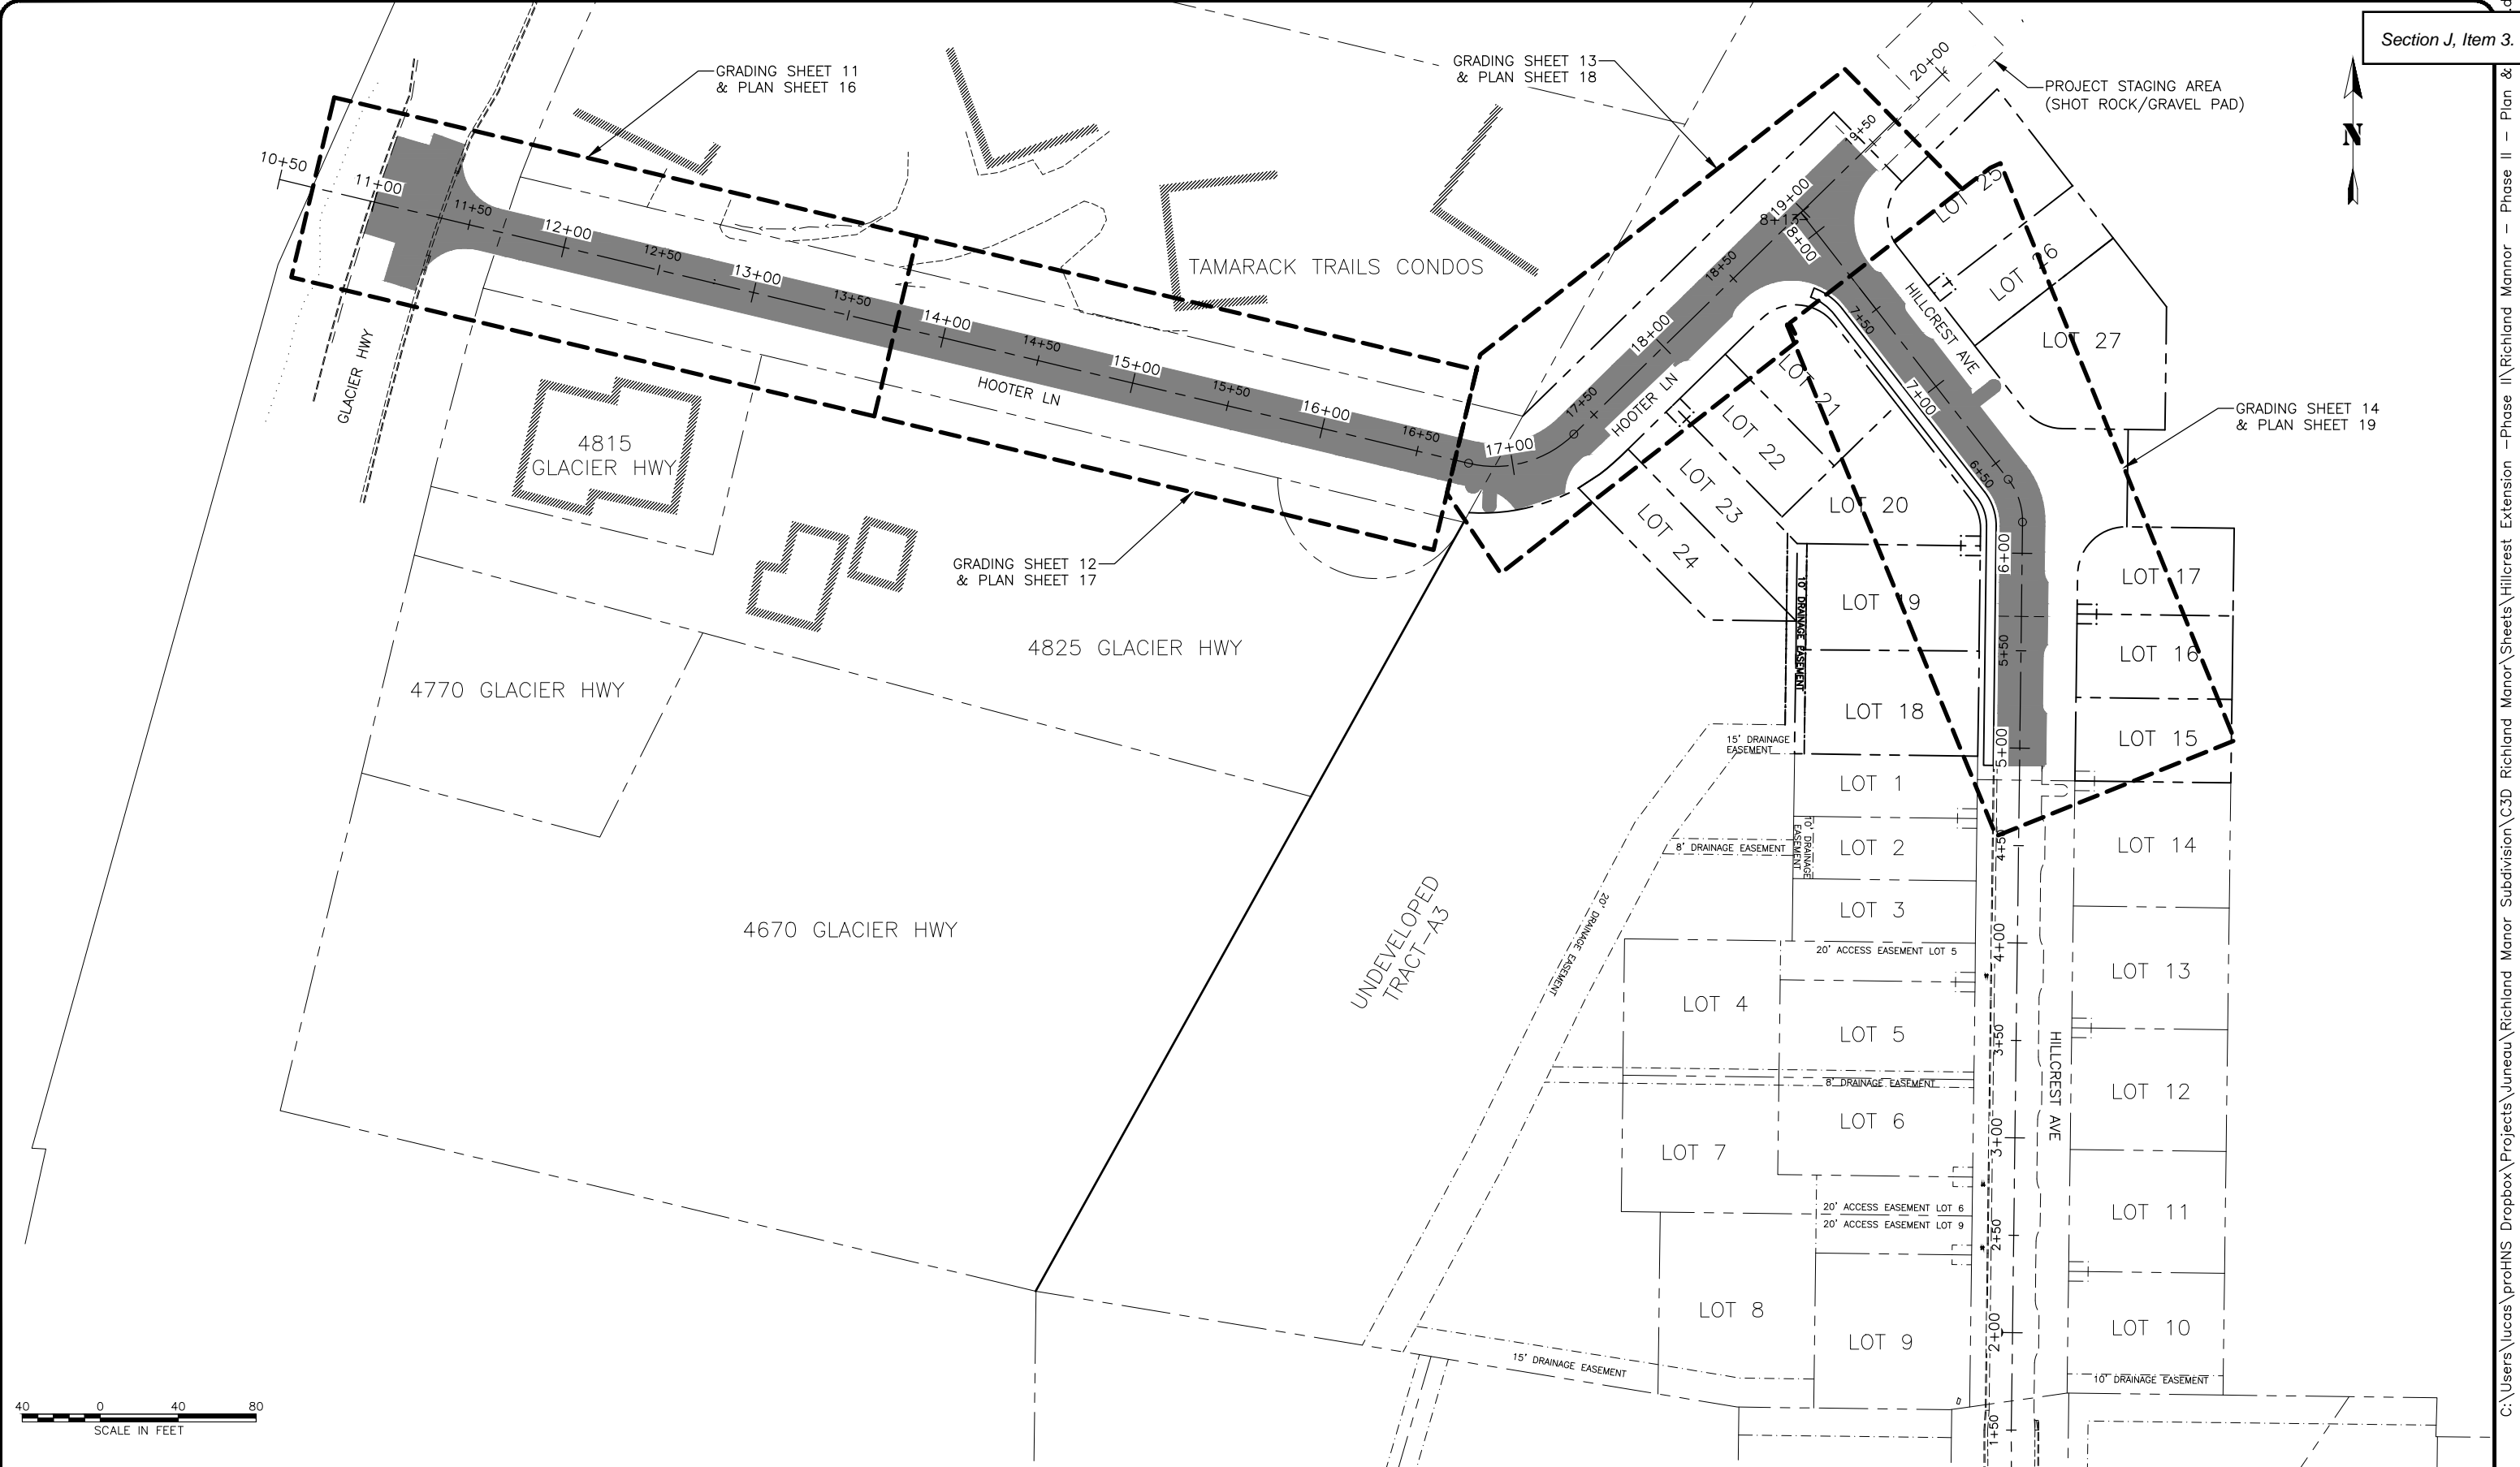 Section J, Item 3.
GRADING SHEET 11
& PLAN SHEET 16
GRADING SHEET 13
& PLAN SHEET 18
20+00
PROJECT STAGING AREA
(SHOT ROCK/GRAVEL PAD)
N
10+50
11+00
11+50
12+00
12+50
13+00
13+50
14+00
14+50
15+00
15+50
16+00
16+50
17+00
17+50
18+00
18+50
19+00
19+50
8+13
8+00
7+50
7+00
6+50
6+00
5+50
5+00
4+50
4+00
3+50
3+00
2+50
2+00
1+50
TAMARACK TRAILS CONDOS
GLACIER HWY
HOOTER LN
HOOTER LN
HILLCREST AVE
HILLCREST AVE
LOT 25
LOT 26
LOT 27
GRADING SHEET 14
& PLAN SHEET 19
4815
GLACIER HWY
GRADING SHEET 12
& PLAN SHEET 17
4825 GLACIER HWY
4770 GLACIER HWY
4670 GLACIER HWY
UNDEVELOPED
TRACT-A3
LOT 21
LOT 22
LOT 23
LOT 24
LOT 20
LOT 19
LOT 18
LOT 17
LOT 16
LOT 15
10' DRAINAGE EASEMENT
15' DRAINAGE
EASEMENT
LOT 1
LOT 2
LOT 3
8' DRAINAGE EASEMENT
10' DRAINAGE
EASEMENT
20' DRAINAGE EASEMENT
20' ACCESS EASEMENT LOT 5
LOT 4
LOT 5
8' DRAINAGE EASEMENT
LOT 6
LOT 7
20' ACCESS EASEMENT LOT 6
20' ACCESS EASEMENT LOT 9
LOT 8
LOT 9
15' DRAINAGE EASEMENT
LOT 14
LOT 13
LOT 12
LOT 11
LOT 10
10' DRAINAGE EASEMENT
40 0 40 80
SCALE IN FEET
C:\Users\lucas\proHNS Dropbox\Projects\Juneau\Richland Manor Subdivision\C3D Richland Manor\Sheets\Hillcrest Extension -Phase II\Richland Mannor - Phase II - Plan &